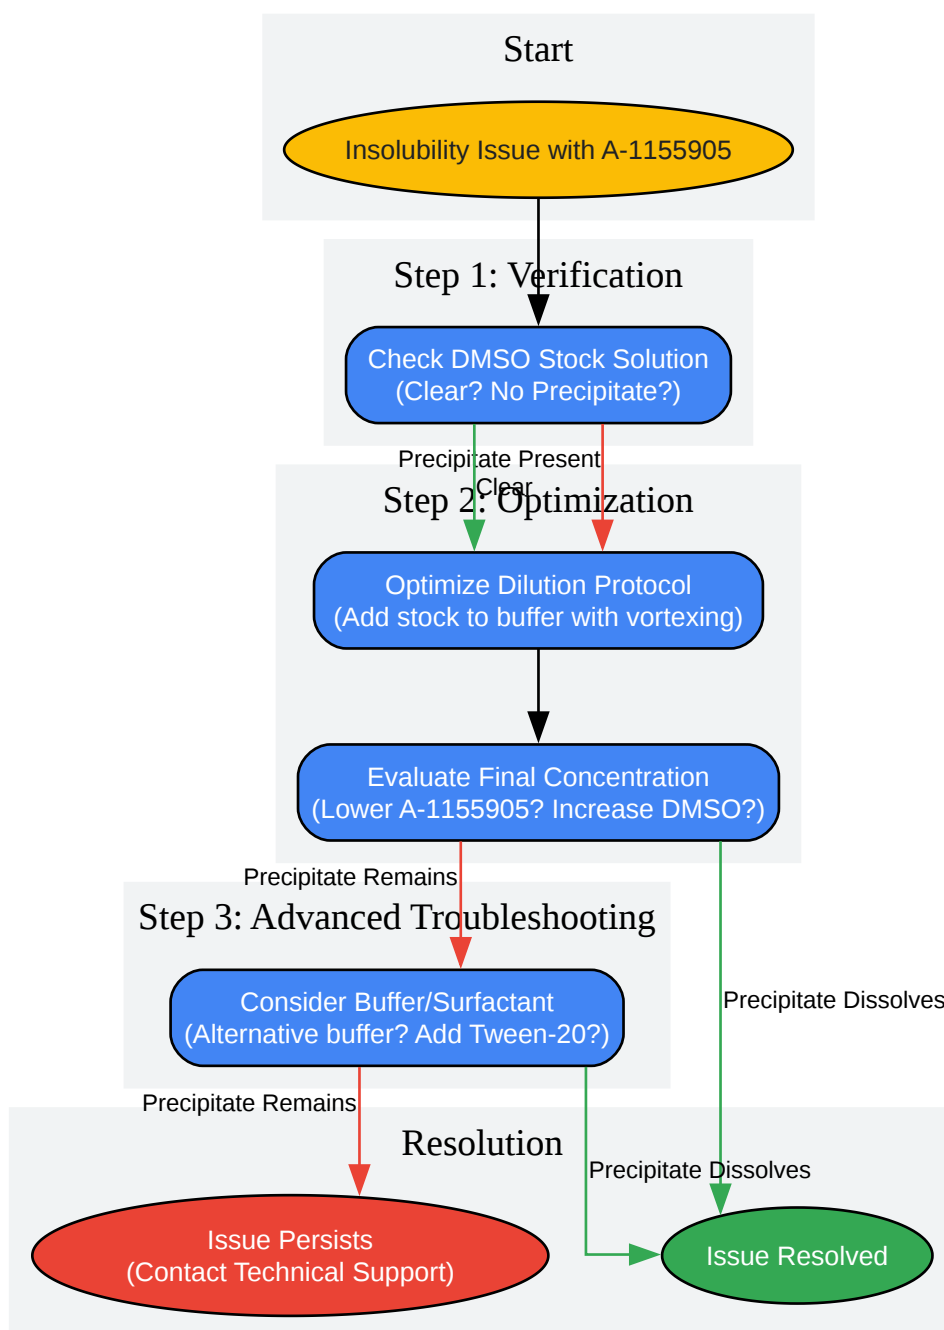 Start
Insolubility Issue with A-1155905
Step 1: Verification
Check DMSO Stock Solution
(Clear? No Precipitate?)
Precipitate Present
Clear
Step 2: Optimization
Optimize Dilution Protocol
(Add stock to buffer with vortexing)
Evaluate Final Concentration
(Lower A-1155905? Increase DMSO?)
Precipitate Remains
Step 3: Advanced Troubleshooting
Consider Buffer/Surfactant
(Alternative buffer? Add Tween-20?)
Precipitate Dissolves
Precipitate Remains
Resolution
Precipitate Dissolves
Issue Persists
(Contact Technical Support)
Issue Resolved